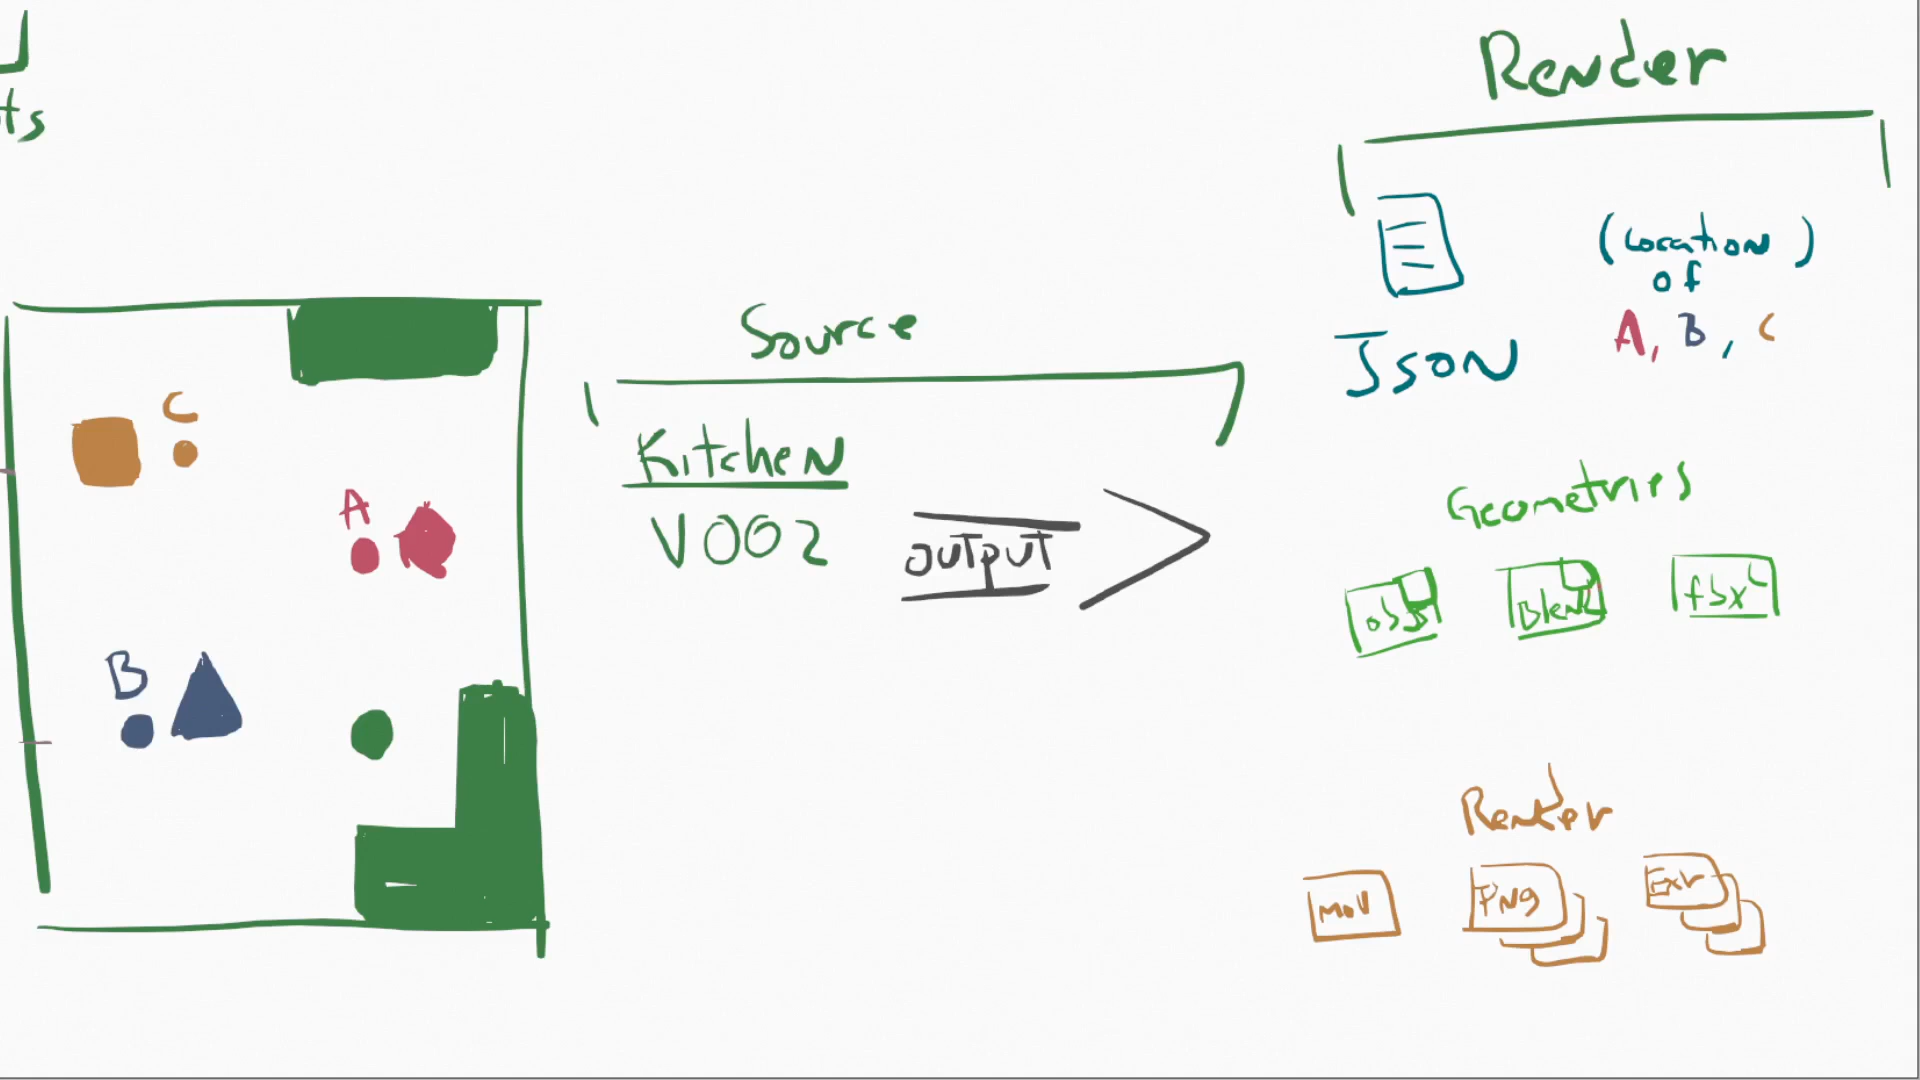 ts
C
A
B
Source
Kitchen
V002
OUTPUT
Render
(Location)
of
A, B, C
Json
Geometries
obj
Blend
fbx
Render
mov
PNg
Exr